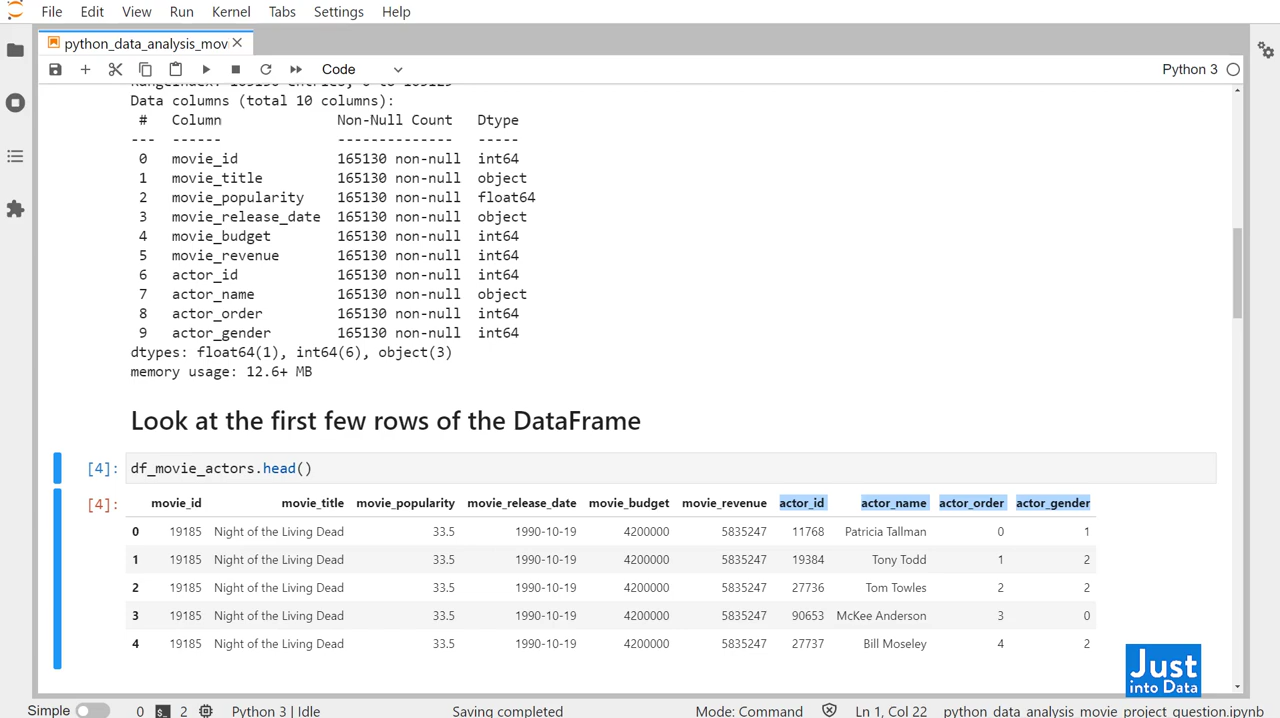 File Edit View Run Kernel Tabs Settings Help
python_data_analysis_mov
Code
Python 3
Data columns (total 10 columns):
# Column Non-Null Count Dtype
--- ------ -------------- -----
0 movie_id 165130 non-null int64
1 movie_title 165130 non-null object
2 movie_popularity 165130 non-null float64
3 movie_release_date 165130 non-null object
4 movie_budget 165130 non-null int64
5 movie_revenue 165130 non-null int64
6 actor_id 165130 non-null int64
7 actor_name 165130 non-null object
8 actor_order 165130 non-null int64
9 actor_gender 165130 non-null int64
dtypes: float64(1), int64(6), object(3)
memory usage: 12.6+ MB
Look at the first few rows of the DataFrame
[4]: df_movie_actors.head()
[4]: movie_id movie_title movie_popularity movie_release_date movie_budget movie_revenue actor_id actor_name actor_order actor_gender
0 19185 Night of the Living Dead 33.5 1990-10-19 4200000 5835247 11768 Patricia Tallman 0 1
1 19185 Night of the Living Dead 33.5 1990-10-19 4200000 5835247 19384 Tony Todd 1 2
2 19185 Night of the Living Dead 33.5 1990-10-19 4200000 5835247 27736 Tom Towles 2 2
3 19185 Night of the Living Dead 33.5 1990-10-19 4200000 5835247 90653 McKee Anderson 3 0
4 19185 Night of the Living Dead 33.5 1990-10-19 4200000 5835247 27737 Bill Moseley 4 2
Just
into Data
Simple 0 2 Python 3 | Idle Saving completed Mode: Command Ln 1, Col 22 python_data_analysis_movie_project_question.ipynb